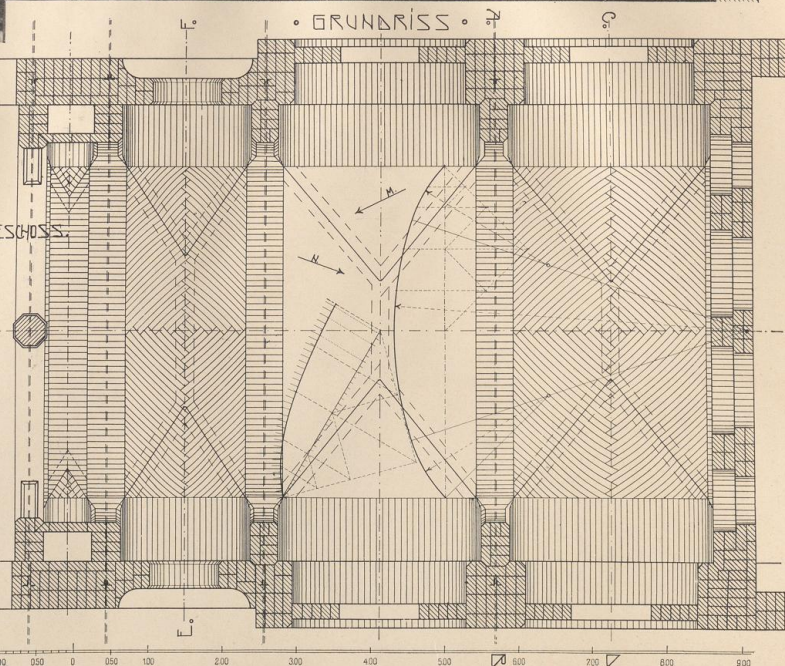 F. • GRUNDRISS • A. G.
M.
ESCHOSS.
N.
E.
0.50 0 0.50 1.00 2.00 3.00 4.00 5.00 6.00 7.00 8.00 9.00